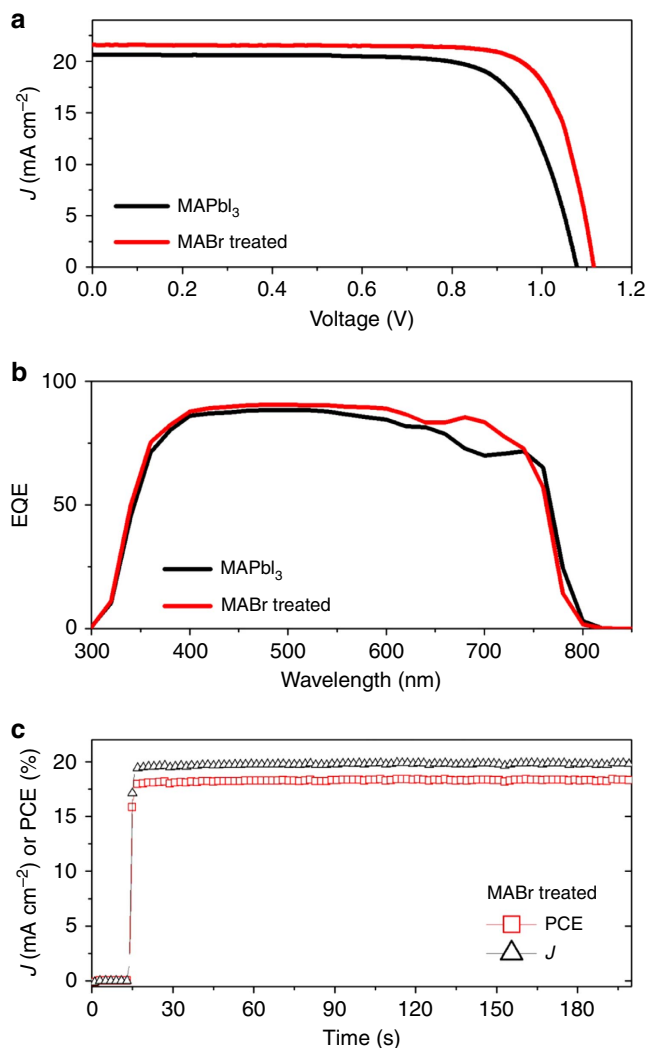 a
20
15
10
5
0
J (mA cm⁻²)
MAPbI₃
MABr treated
0.0 0.2 0.4 0.6 0.8 1.0 1.2
Voltage (V)
b
100
50
0
EQE
MAPbI₃
MABr treated
300 400 500 600 700 800
Wavelength (nm)
c
20
15
10
5
0
J (mA cm⁻²) or PCE (%)
MABr treated
PCE
J
0 30 60 90 120 150 180
Time (s)